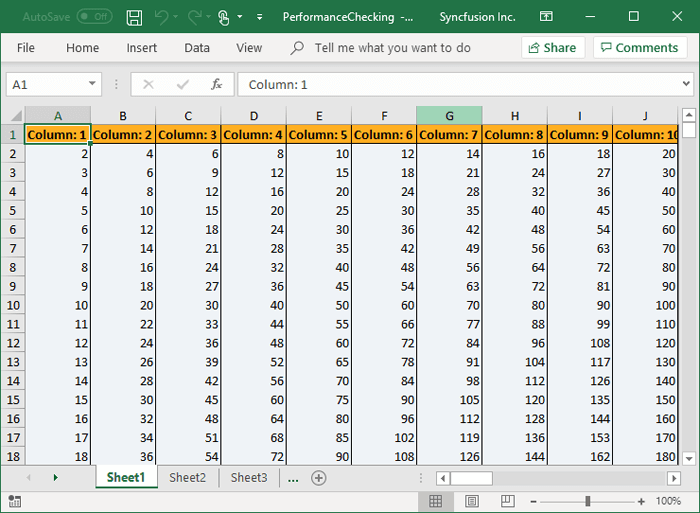 AutoSave Off PerformanceChecking -... Syncfusion Inc.
File Home Insert Data Tell me what you want to do Share Comments
A1 fx Column: 1
A B C D E F G H I J
1 Column: 1 Column: 2 Column: 3 Column: 4 Column: 5 Column: 6 Column: 7 Column: 8 Column: 9 Column: 10
2 2 4 6 8 10 12 14 16 18 20
3 3 6 9 12 15 18 21 24 27 30
4 4 8 12 16 20 24 28 32 36 40
5 5 10 15 20 25 30 35 40 45 50
6 6 12 18 24 30 36 42 48 54 60
7 7 14 21 28 35 42 49 56 63 70
8 8 16 24 32 40 48 56 64 72 80
9 9 18 27 36 45 54 63 72 81 90
10 10 20 30 40 50 60 70 80 90 100
11 11 22 33 44 55 66 77 88 99 110
12 12 24 36 48 60 72 84 96 108 120
13 13 26 39 52 65 78 91 104 117 130
14 14 28 42 56 70 84 98 112 126 140
15 15 30 45 60 75 90 105 120 135 150
16 16 32 48 64 80 96 112 128 144 160
17 17 34 51 68 85 102 119 136 153 170
18 18 36 54 72 90 108 126 144 162 180
Sheet1 Sheet2 Sheet3 ...
100%